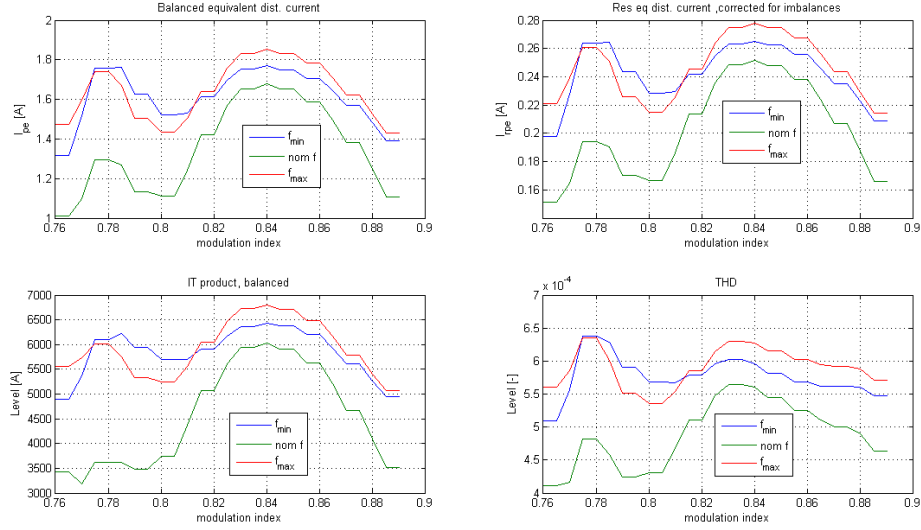 Balanced equivalent dist. current
2
1.8
1.6
1.4
1.2
1
I_pe [A]
0.76 0.78 0.8 0.82 0.84 0.86 0.88 0.9
modulation index
f_min
nom f
f_max
Res eq dist. current ,corrected for imbalances
0.28
0.26
0.24
0.22
0.2
0.18
0.16
I_rpe [A]
0.76 0.78 0.8 0.82 0.84 0.86 0.88 0.9
modulation index
f_min
nom f
f_max
IT product, balanced
7000
6500
6000
5500
5000
4500
4000
3500
3000
Level [A]
0.76 0.78 0.8 0.82 0.84 0.86 0.88 0.9
modulation index
f_min
nom f
f_max
THD
x 10^-4
7
6.5
6
5.5
5
4.5
4
Level [-]
0.76 0.78 0.8 0.82 0.84 0.86 0.88 0.9
modulation index
f_min
nom f
f_max